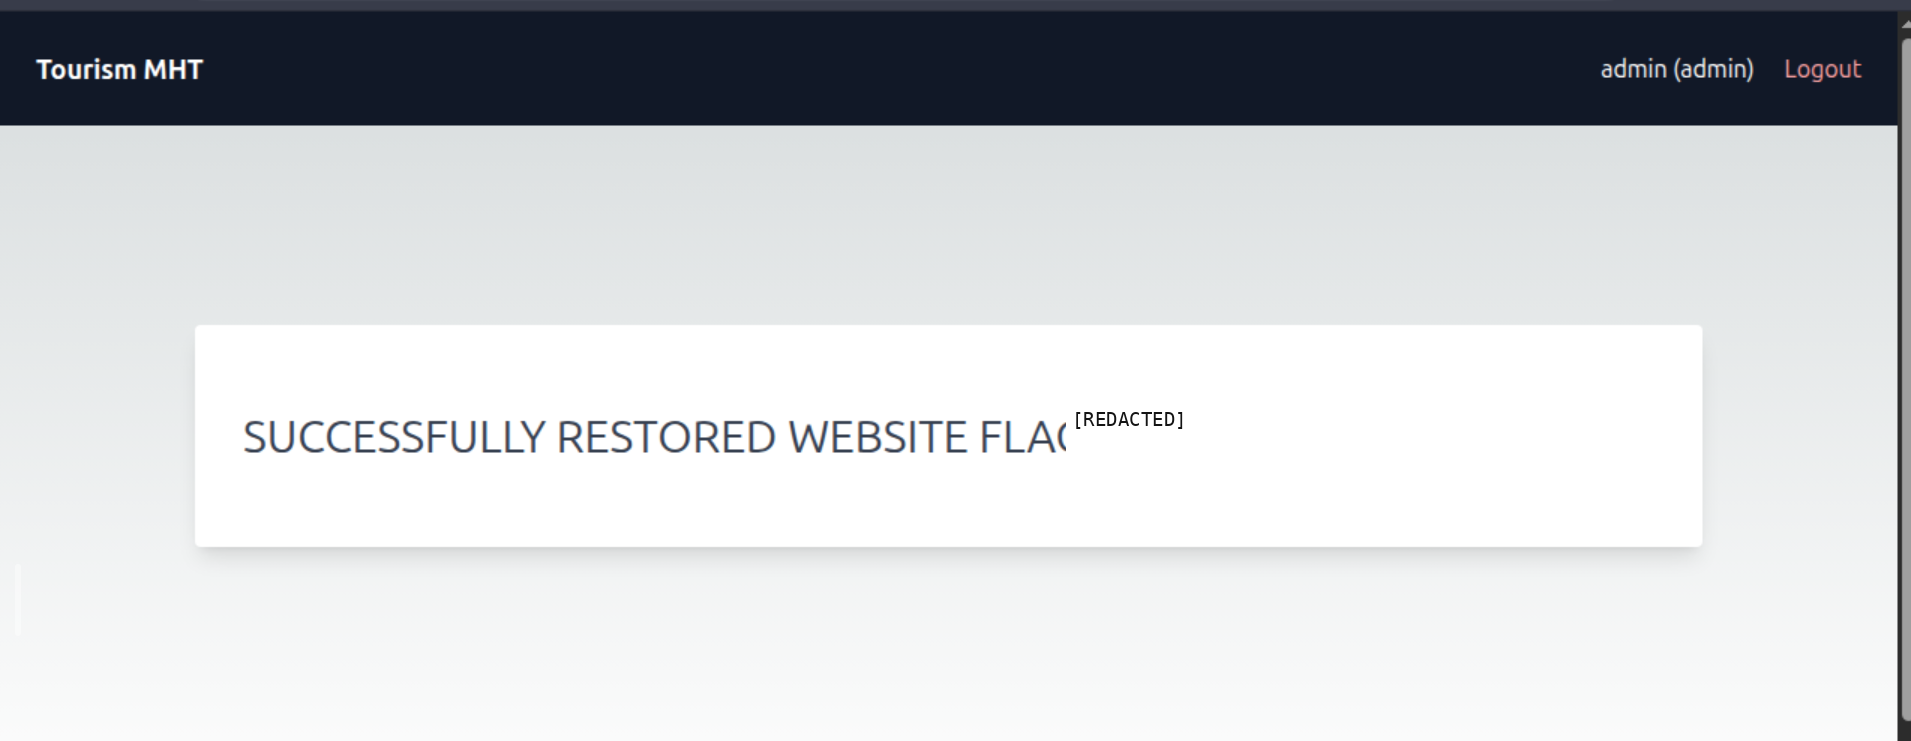 Tourism MHT
admin (admin) Logout
SUCCESSFULLY RESTORED WEBSITE [REDACTED]